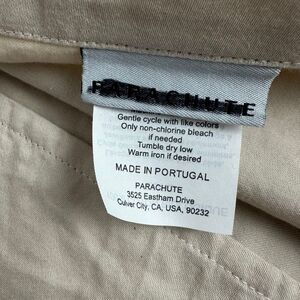 PARACHUTE
Gentle cycle with like colors
Only non-chlorine bleach
if needed
Tumble dry low
Warm iron if desired
MADE IN PORTUGAL
PARACHUTE
3525 Eastham Drive
Culver City, CA, USA, 90232